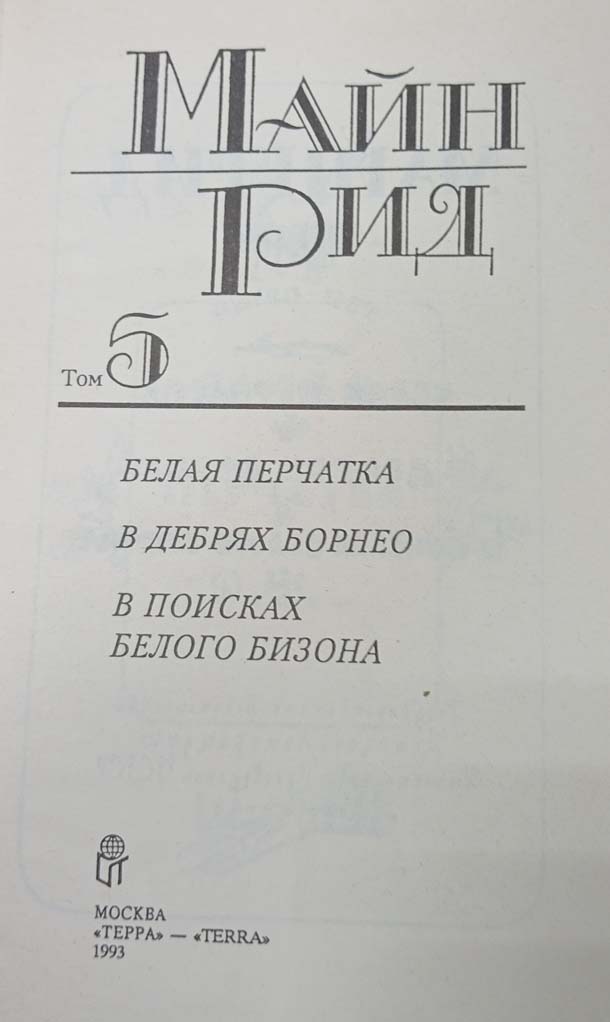 МАЙН
РИД
Том 5
БЕЛАЯ ПЕРЧАТКА
В ДЕБРЯХ БОРНЕО
В ПОИСКАХ
БЕЛОГО БИЗОНА
МОСКВА
«ТЕРРА» — «TERRA»
1993